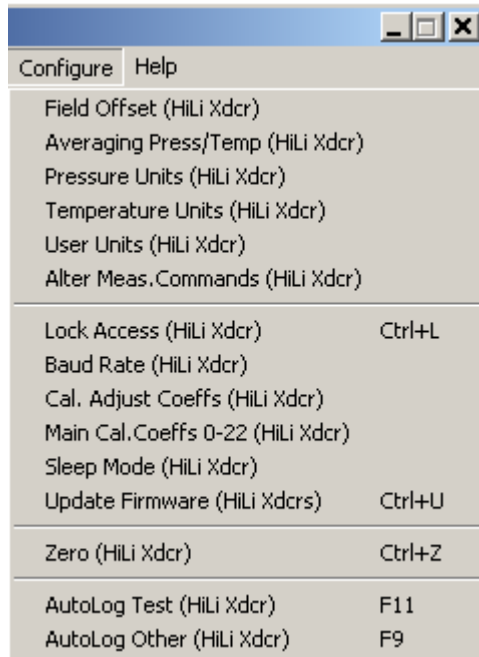 Configure Help
Field Offset (HiLi Xdcr)
Averaging Press/Temp (HiLi Xdcr)
Pressure Units (HiLi Xdcr)
Temperature Units (HiLi Xdcr)
User Units (HiLi Xdcr)
Alter Meas.Commands (HiLi Xdcr)
Lock Access (HiLi Xdcr) Ctrl+L
Baud Rate (HiLi Xdcr)
Cal. Adjust Coeffs (HiLi Xdcr)
Main Cal.Coeffs 0-22 (HiLi Xdcr)
Sleep Mode (HiLi Xdcr)
Update Firmware (HiLi Xdcrs) Ctrl+U
Zero (HiLi Xdcr) Ctrl+Z
AutoLog Test (HiLi Xdcr) F11
AutoLog Other (HiLi Xdcr) F9